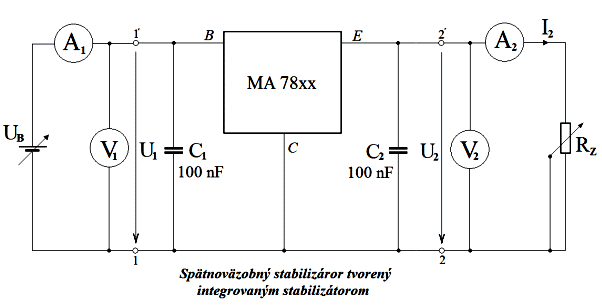 A1
1'
B
MA 78xx
E
2'
A2
I2
UB
V1
U1
C1
100 nF
C
C2
100 nF
U2
V2
RZ
1
2
Spätnoväzobný stabilizáror tvorený
integrovaným stabilizátorom